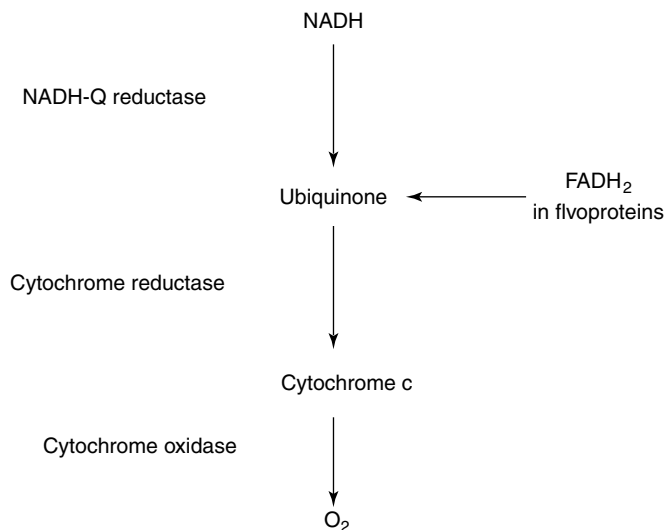 NADH
NADH-Q reductase
Ubiquinone
FADH₂
in flvoproteins
Cytochrome reductase
Cytochrome c
Cytochrome oxidase
O₂